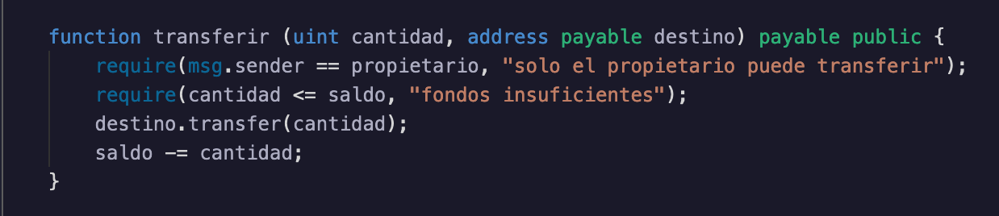 function transferir (uint cantidad, address payable destino) payable public {
    require(msg.sender == propietario, "solo el propietario puede transferir");
    require(cantidad <= saldo, "fondos insuficientes");
    destino.transfer(cantidad);
    saldo -= cantidad;
}